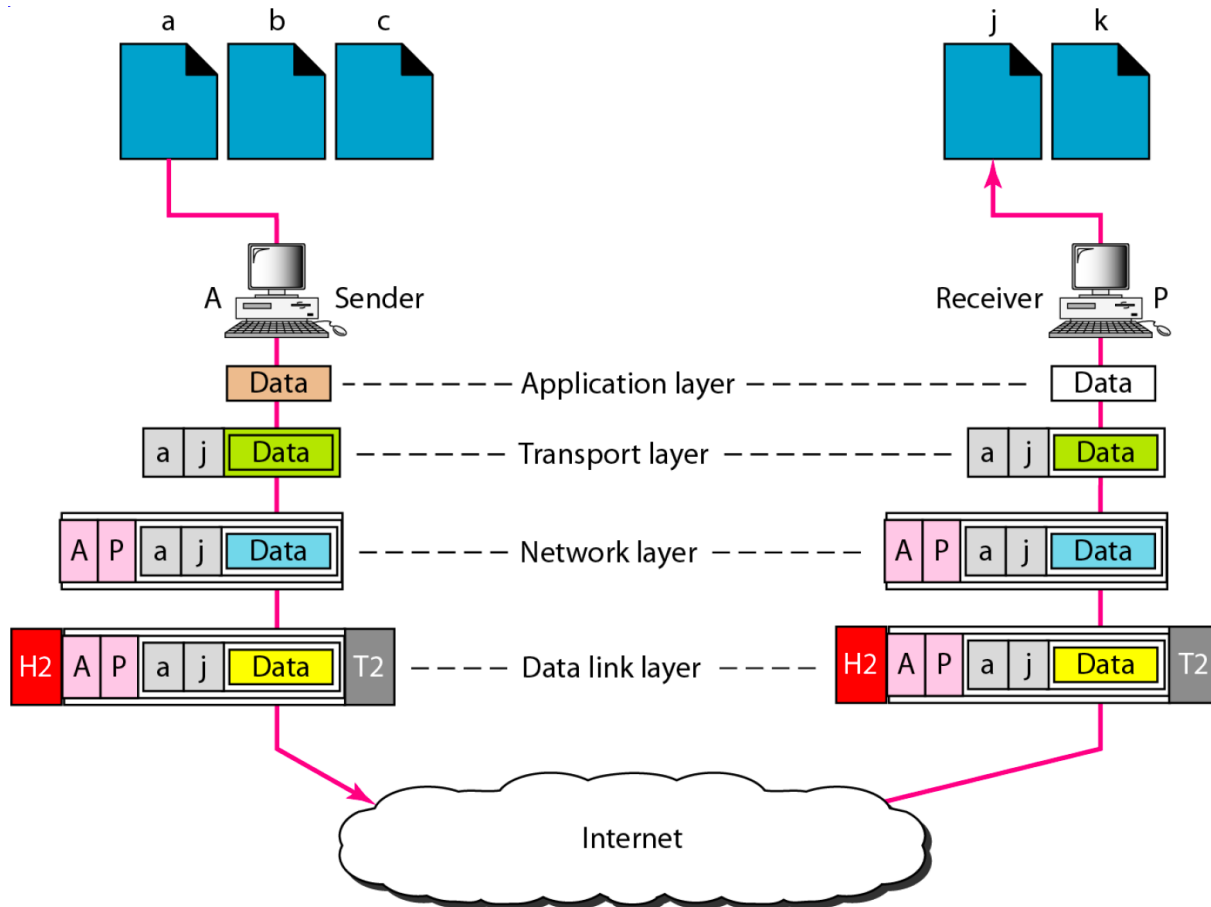 a b c j k
A Sender Receiver P
Data Application layer Data
a j Data Transport layer a j Data
A P a j Data Network layer A P a j Data
H2 A P a j Data T2 Data link layer H2 A P a j Data T2
Internet